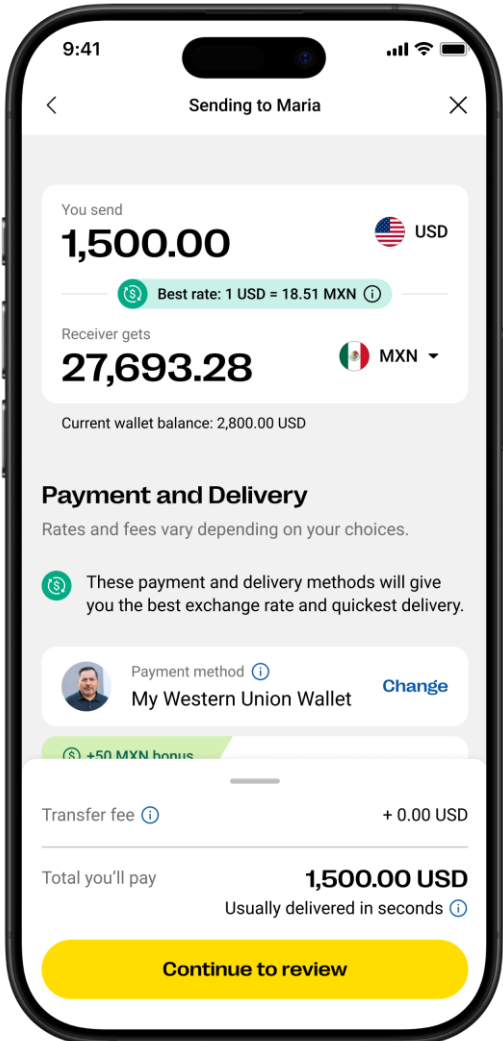 9:41
Sending to Maria
You send
1,500.00
USD
Best rate: 1 USD = 18.51 MXN
Receiver gets
27,693.28
MXN
Current wallet balance: 2,800.00 USD
Payment and Delivery
Rates and fees vary depending on your choices.
These payment and delivery methods will give
you the best exchange rate and quickest delivery.
Payment method
My Western Union Wallet
Change
+50 MXN bonus
Transfer fee
+ 0.00 USD
Total you'll pay
1,500.00 USD
Usually delivered in seconds
Continue to review